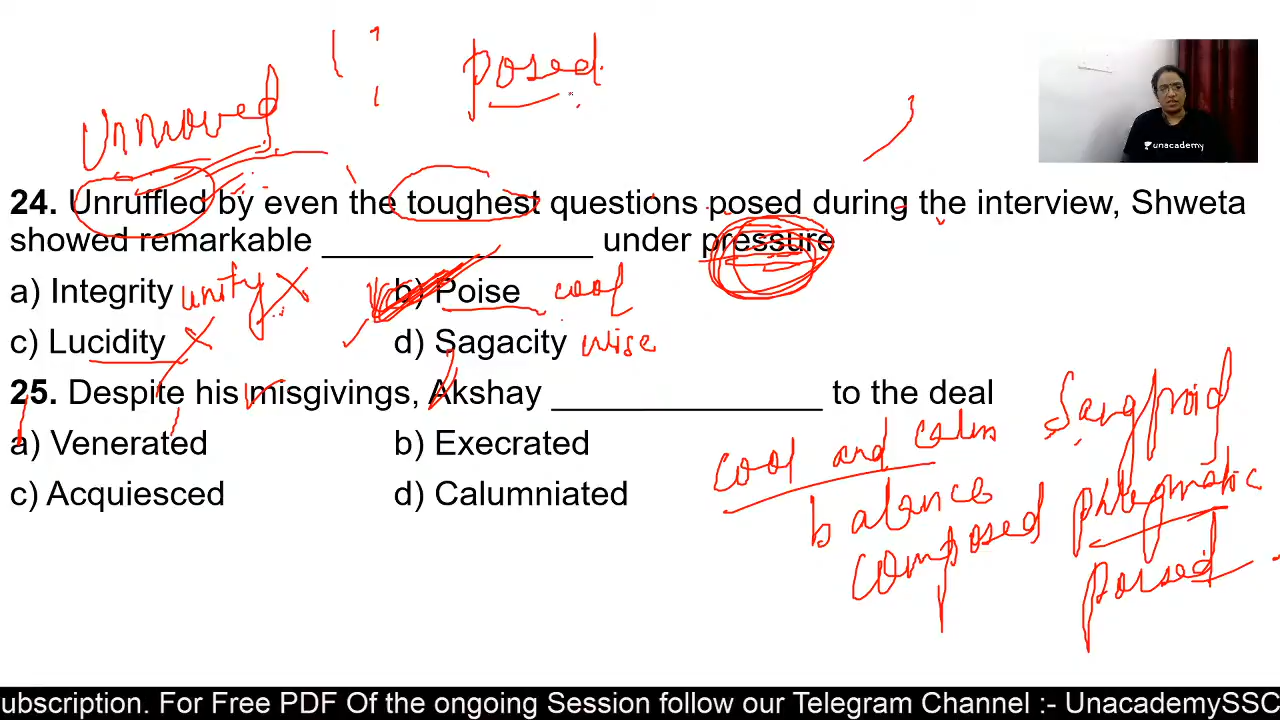 posed
Unmoved
unacademy
24. Unruffled by even the toughest questions posed during the interview, Shweta
showed remarkable _______________ under pressure
a) Integrity unity b) Poise cool
c) Lucidity d) Sagacity wise
25. Despite his misgivings, Akshay _______________ to the deal
a) Venerated b) Execrated
c) Acquiesced d) Calumniated
Sangfroid
cool and calm
balance
phlegmatic
composed
ubscription. For Free PDF Of the ongoing Session follow our Telegram Channel :- UnacademySSC